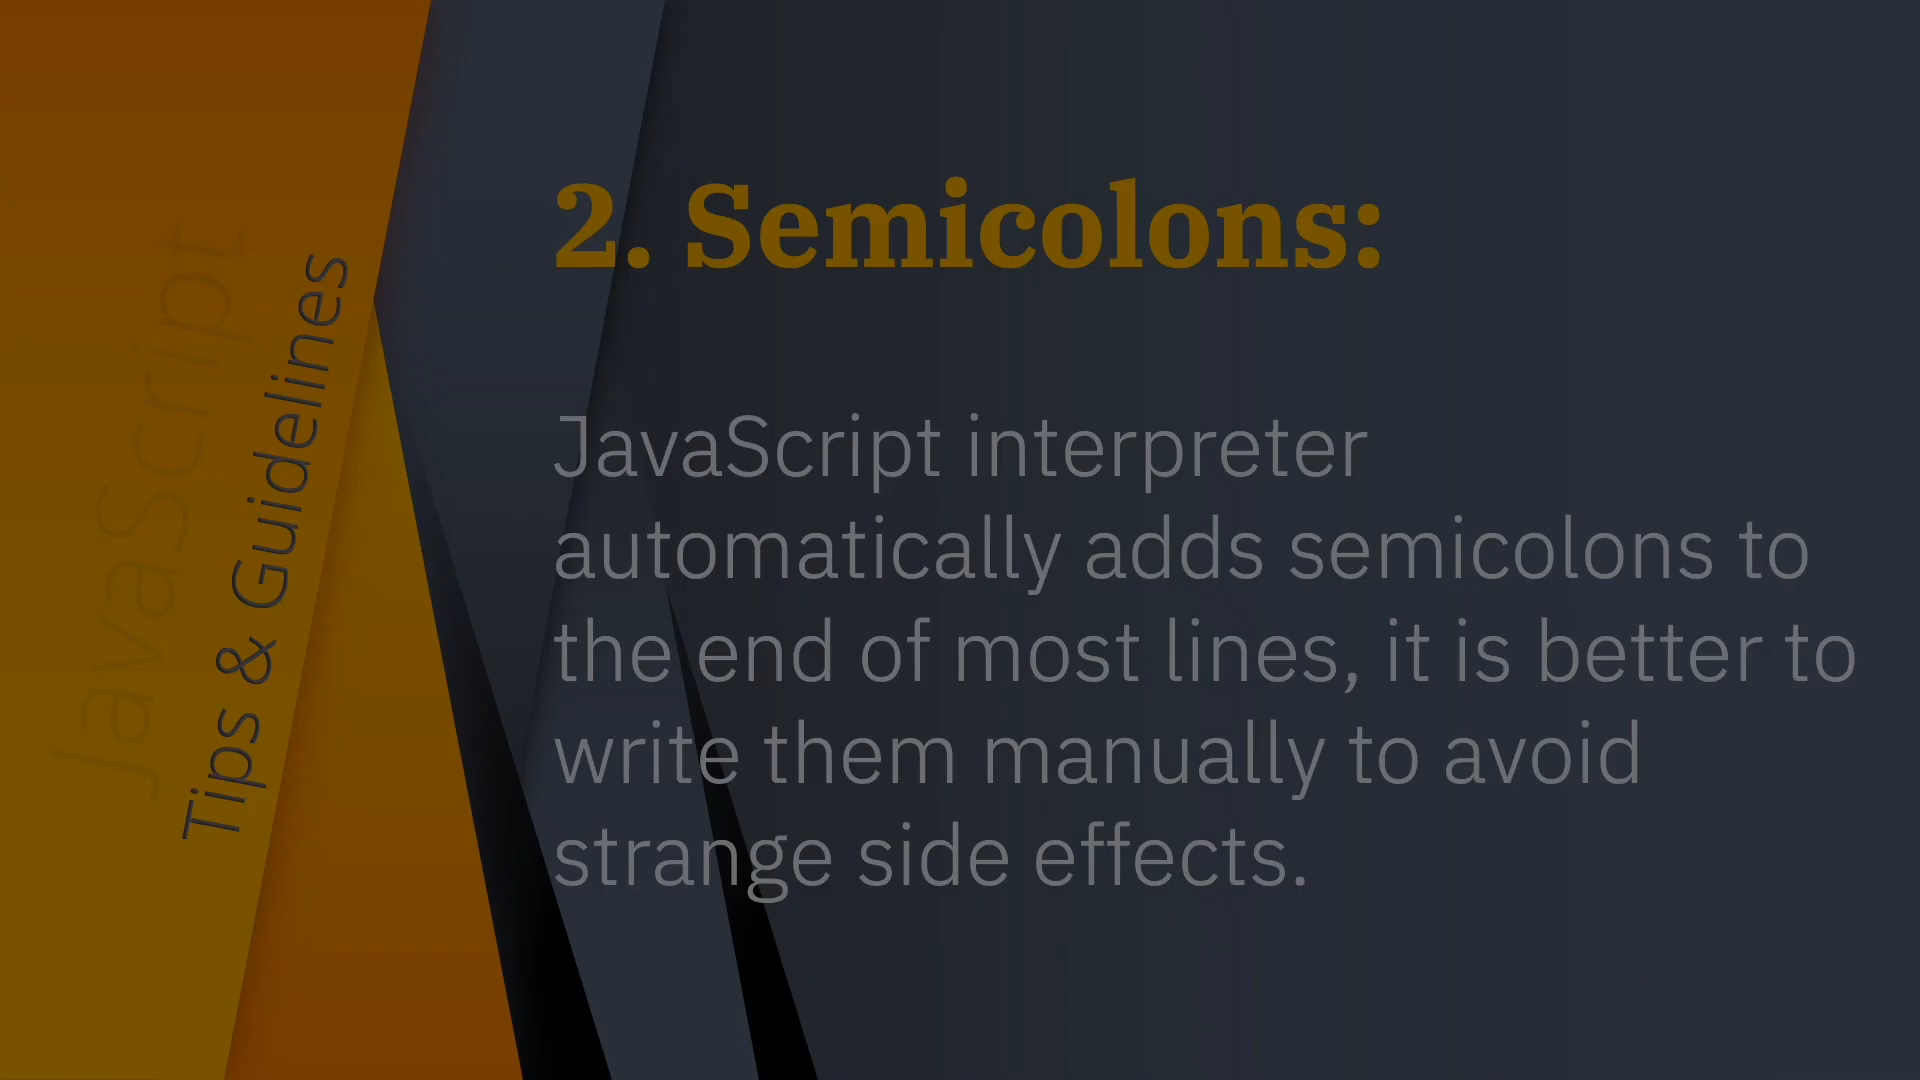 JavaScript
Tips & Guidelines
2. Semicolons:
JavaScript interpreter
automatically adds semicolons to
the end of most lines, it is better to
write them manually to avoid
strange side effects.